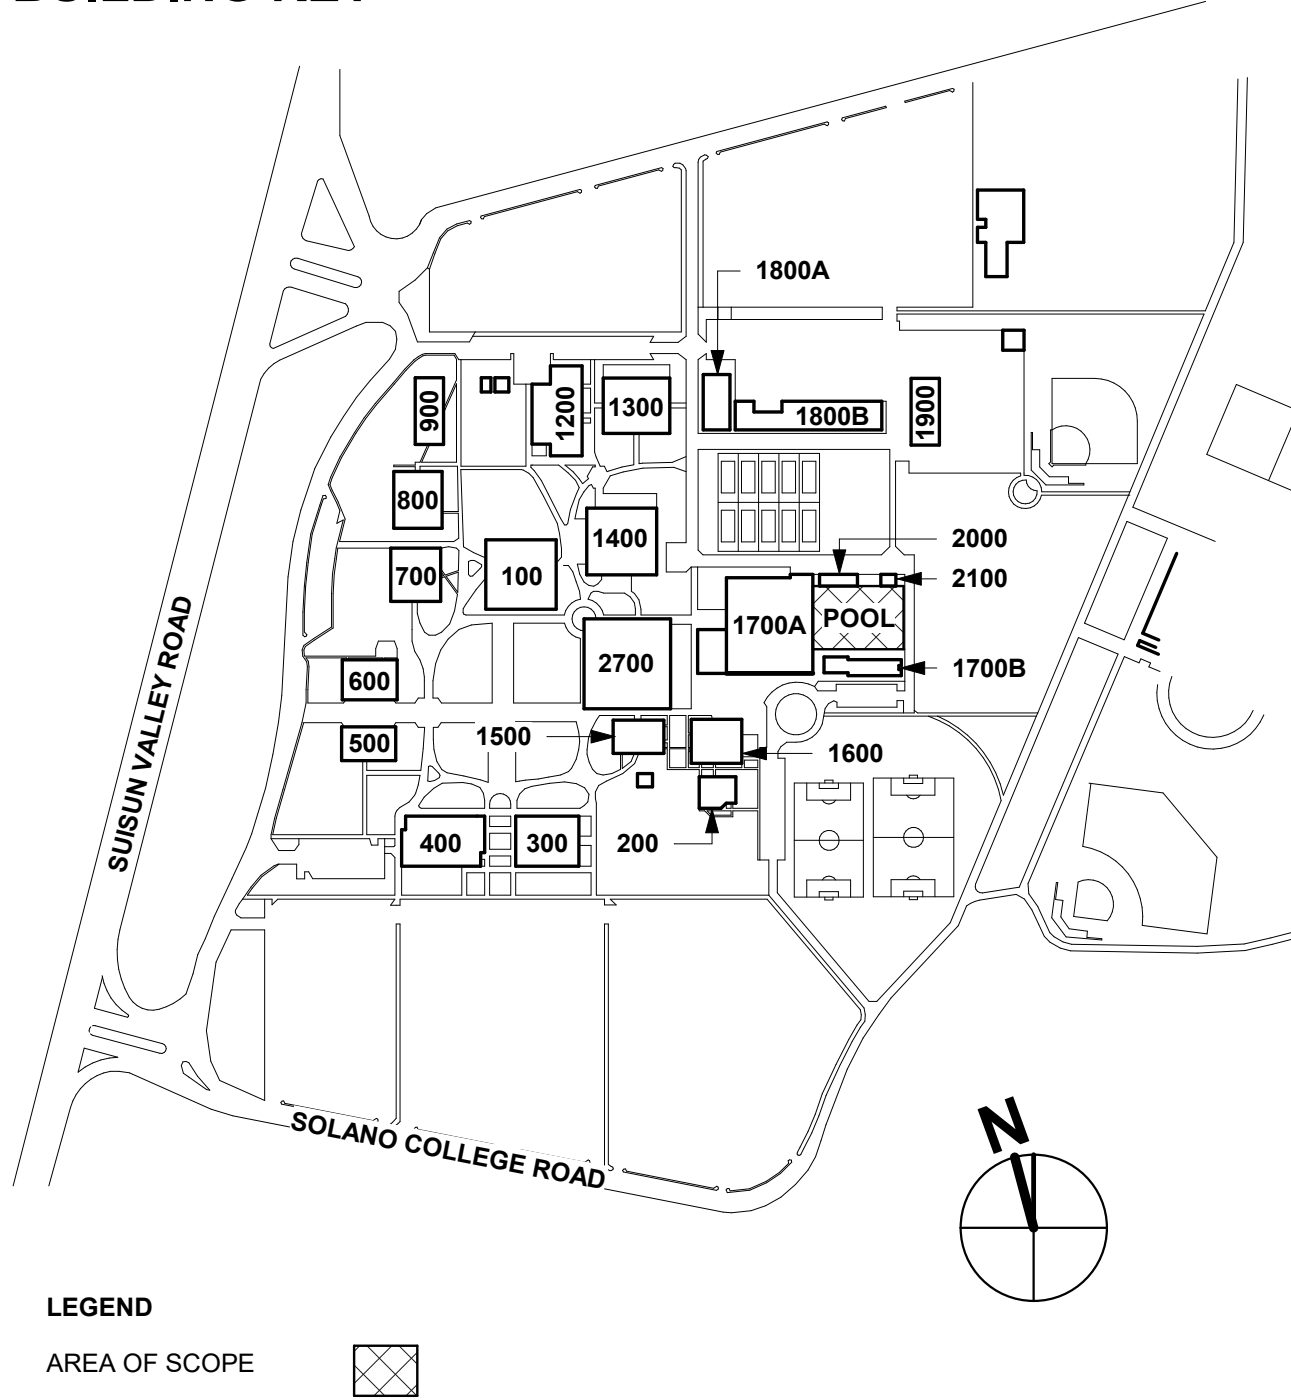 BUILDING KEY
1800A
900
1200
1300
1800B
1900
800
1400
2000
700
100
2100
1700A
POOL
2700
1700B
600
500
1500
1600
400
300
200
SUISUN VALLEY ROAD
SOLANO COLLEGE ROAD
N
LEGEND
AREA OF SCOPE